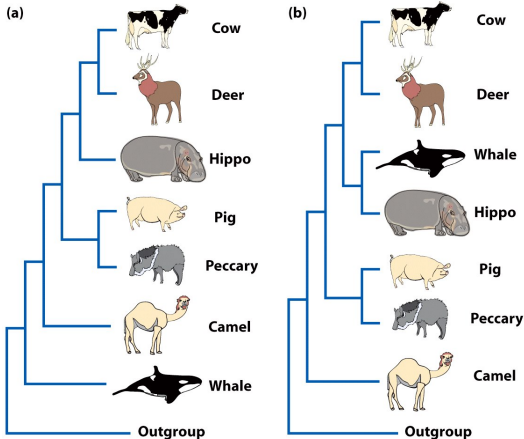 (a)
Cow
Deer
Hippo
Pig
Peccary
Camel
Whale
Outgroup
(b)
Cow
Deer
Whale
Hippo
Pig
Peccary
Camel
Outgroup